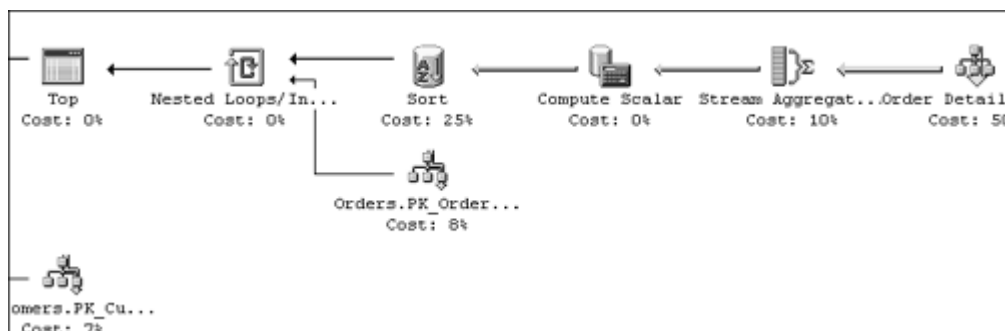 Top
Cost: 0%
Nested Loops/In...
Cost: 0%
Sort
Cost: 25%
Compute Scalar
Cost: 0%
Stream Aggregat...
Cost: 10%
Order Detail
Cost: 50
Orders.PK_Order...
Cost: 8%
omers.PK_Cu...
Cost: 7%